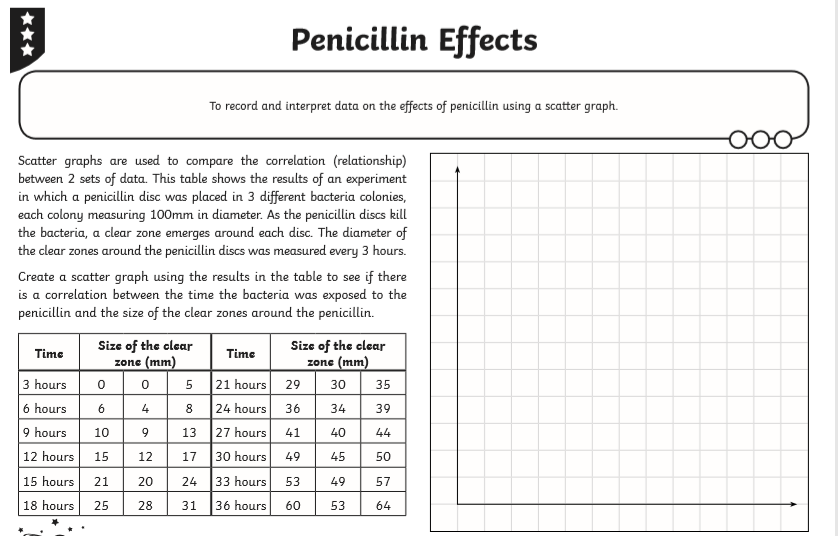 Penicillin Effects
To record and interpret data on the effects of penicillin using a scatter graph.
Scatter graphs are used to compare the correlation (relationship)
between 2 sets of data. This table shows the results of an experiment
in which a penicillin disc was placed in 3 different bacteria colonies,
each colony measuring 100mm in diameter. As the penicillin discs kill
the bacteria, a clear zone emerges around each disc. The diameter of
the clear zones around the penicillin discs was measured every 3 hours.
Create a scatter graph using the results in the table to see if there
is a correlation between the time the bacteria was exposed to the
penicillin and the size of the clear zones around the penicillin.
Time Size of the clear zone (mm) Time Size of the clear zone (mm)
3 hours 0 0 5 21 hours 29 30 35
6 hours 6 4 8 24 hours 36 34 39
9 hours 10 9 13 27 hours 41 40 44
12 hours 15 12 17 30 hours 49 45 50
15 hours 21 20 24 33 hours 53 49 57
18 hours 25 28 31 36 hours 60 53 64